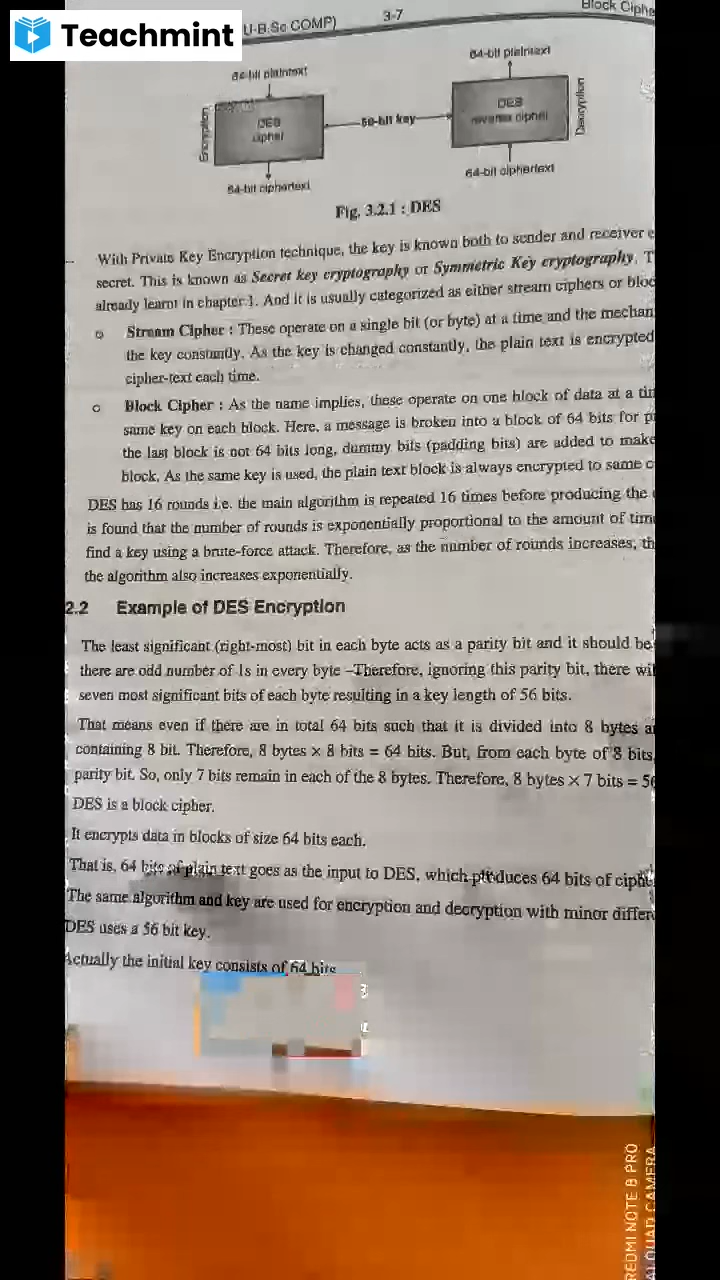 Teachmint
U-B.Sc COMP)
3-7
Block Ciphe
64-bit plaintext
64-bit plaintext
Encryption
DES
cipher
56-bit key
DES
reverse cipher
Decryption
64-bit ciphertext
64-bit ciphertext
Fig. 3.2.1 : DES
With Private Key Encryption technique, the key is known both to sender and receiver
secret. This is known as Secret key cryptography or Symmetric Key cryptography. T
already learnt in chapter 1. And it is usually categorized as either stream ciphers or bloc
o Stream Cipher : These operate on a single bit (or byte) at a time and the mechan
the key constantly. As the key is changed constantly, the plain text is encrypted
cipher-text each time.
o Block Cipher : As the name implies, these operate on one block of data at a tim
same key on each block. Here, a message is broken into a block of 64 bits for p
the last block is not 64 bits long, dummy bits (padding bits) are added to make
block. As the same key is used, the plain text block is always encrypted to same c
DES has 16 rounds i.e. the main algorithm is repeated 16 times before producing the
is found that the number of rounds is exponentially proportional to the amount of time
find a key using a brute-force attack. Therefore, as the number of rounds increases, th
the algorithm also increases exponentially.
2.2 Example of DES Encryption
The least significant (right-most) bit in each byte acts as a parity bit and it should be
there are odd number of 1s in every byte –Therefore, ignoring this parity bit, there wil
seven most significant bits of each byte resulting in a key length of 56 bits.
That means even if there are in total 64 bits such that it is divided into 8 bytes a
containing 8 bit. Therefore, 8 bytes × 8 bits = 64 bits. But, from each byte of 8 bits,
parity bit. So, only 7 bits remain in each of the 8 bytes. Therefore, 8 bytes × 7 bits = 56
DES is a block cipher.
It encrypts data in blocks of size 64 bits each.
That is, 64 bits of plain text goes as the input to DES, which produces 64 bits of ciphe
The same algorithm and key are used for encryption and decryption with minor differe
DES uses a 56 bit key.
Actually the initial key consists of 64 bits
REDMI NOTE 8 PRO
AI QUAD CAMERA